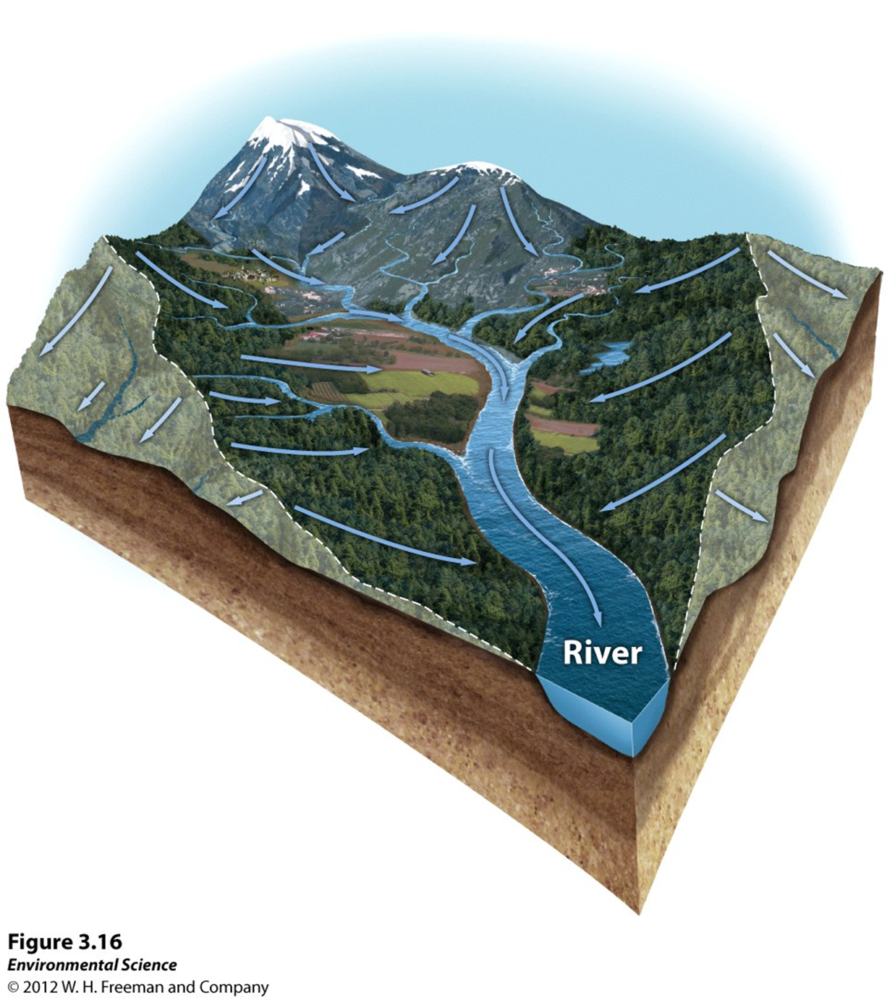 River
Figure 3.16
Environmental Science
© 2012 W. H. Freeman and Company